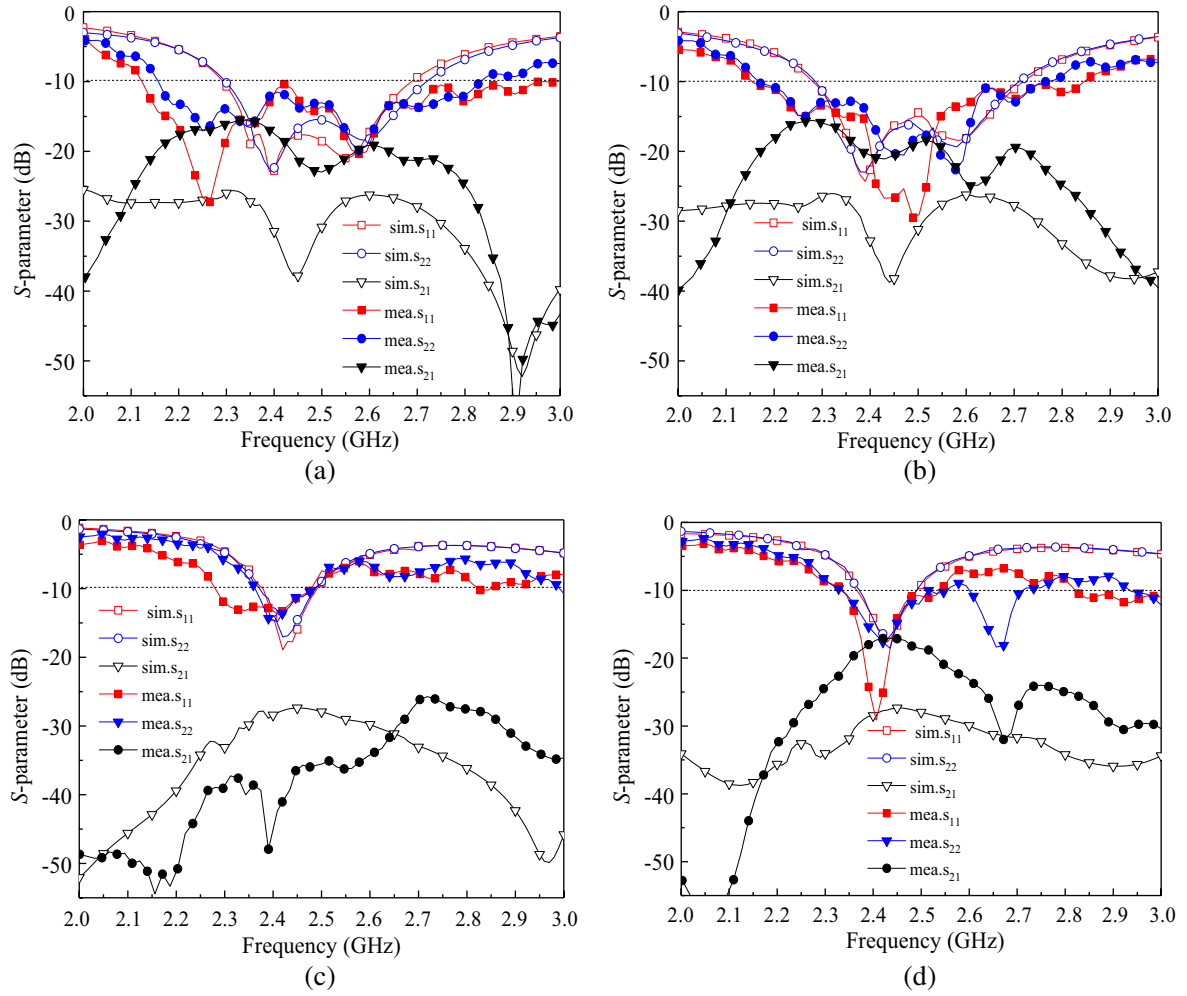 0
-10
-20
-30
-40
-50
S-parameter (dB)
sim.s11
sim.s22
sim.s21
mea.s11
mea.s22
mea.s21
2.0 2.1 2.2 2.3 2.4 2.5 2.6 2.7 2.8 2.9 3.0
Frequency (GHz)
(a)
0
-10
-20
-30
-40
-50
S-parameter (dB)
sim.s11
sim.s22
sim.s21
mea.s11
mea.s22
mea.s21
2.0 2.1 2.2 2.3 2.4 2.5 2.6 2.7 2.8 2.9 3.0
Frequency (GHz)
(b)
0
-10
-20
-30
-40
-50
S-parameter (dB)
sim.s11
sim.s22
sim.s21
mea.s11
mea.s22
mea.s21
2.0 2.1 2.2 2.3 2.4 2.5 2.6 2.7 2.8 2.9 3.0
Frequency (GHz)
(c)
0
-10
-20
-30
-40
-50
S-parameter (dB)
sim.s11
sim.s22
sim.s21
mea.s11
mea.s22
mea.s21
2.0 2.1 2.2 2.3 2.4 2.5 2.6 2.7 2.8 2.9 3.0
Frequency (GHz)
(d)